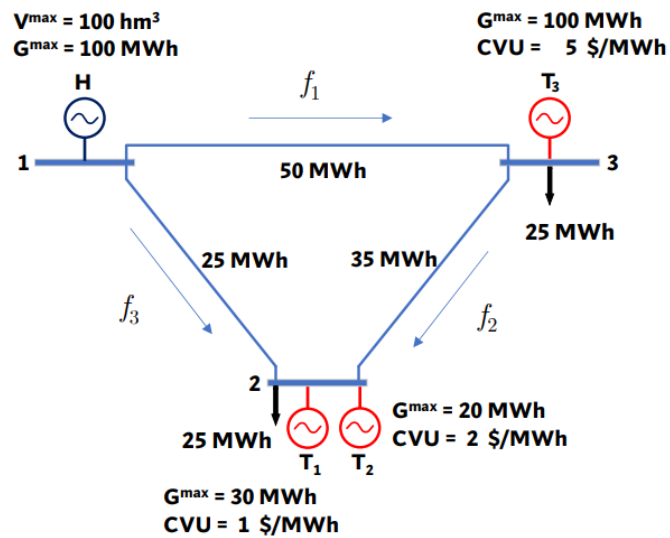 Vmax = 100 hm³
Gmax = 100 MWh
H
Gmax = 100 MWh
CVU = 5 $/MWh
T₃
f₁
1
3
50 MWh
25 MWh
25 MWh
35 MWh
f₃
f₂
2
25 MWh
T₁
T₂
Gmax = 20 MWh
CVU = 2 $/MWh
Gmax = 30 MWh
CVU = 1 $/MWh